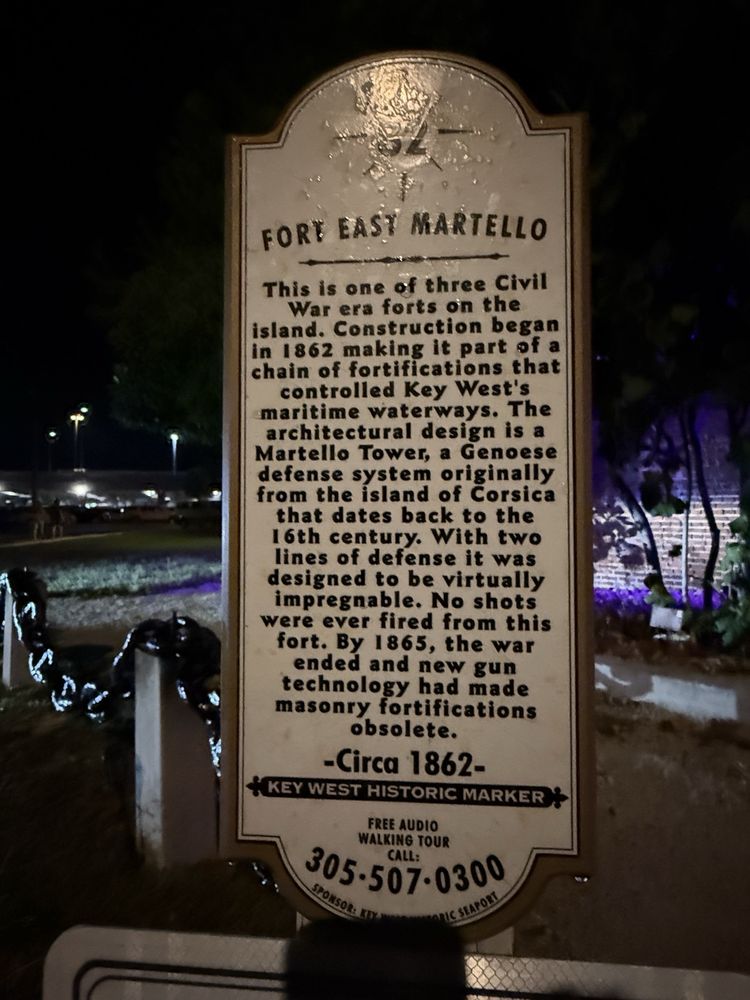 FORT EAST MARTELLO
This is one of three Civil
War era forts on the
island. Construction began
in 1862 making it part of a
chain of fortifications that
controlled Key West's
maritime waterways. The
architectural design is a
Martello Tower, a Genoese
defense system originally
from the island of Corsica
that dates back to the
16th century. With two
lines of defense it was
designed to be virtually
impregnable. No shots
were ever fired from this
fort. By 1865, the war
ended and new gun
technology had made
masonry fortifications
obsolete.
-Circa 1862-
KEY WEST HISTORIC MARKER
FREE AUDIO
WALKING TOUR
CALL:
305·507·0300
SPONSOR: KEY WEST HISTORIC SEAPORT